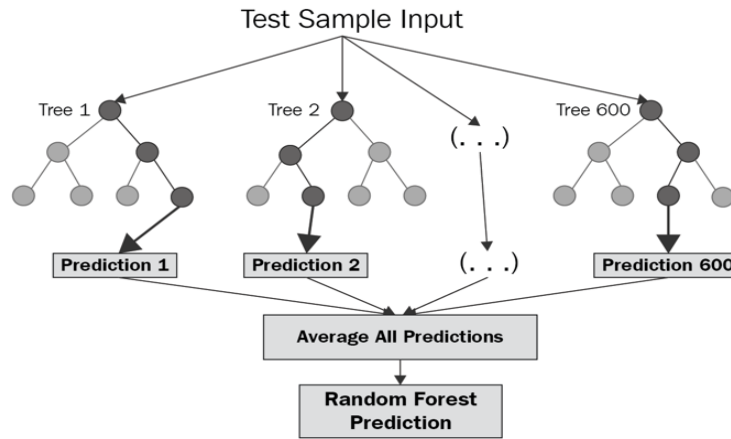 Test Sample Input
Tree 1
Tree 2
Tree 600
(. . .)
Prediction 1
Prediction 2
(. . .)
Prediction 600
Average All Predictions
Random Forest
Prediction